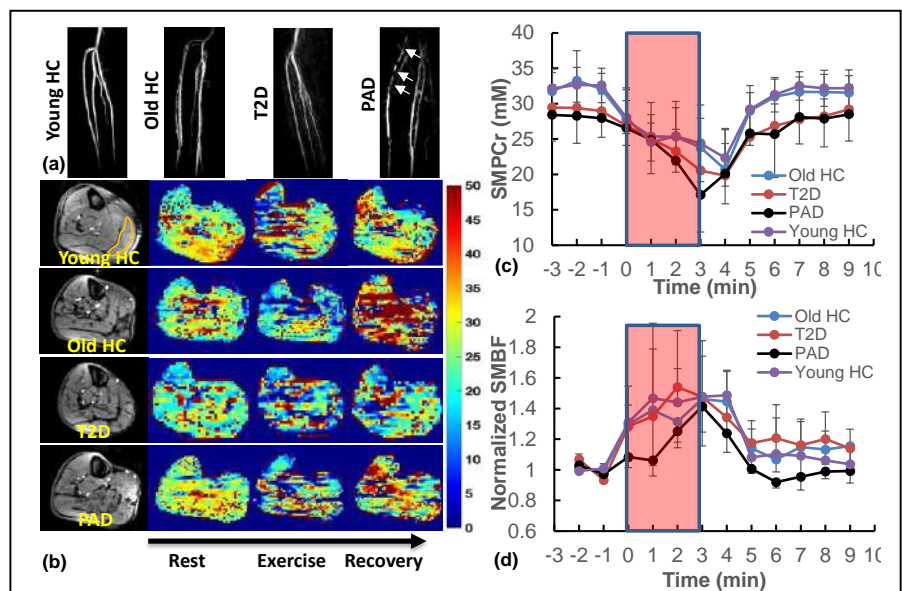 Young HC
Old HC
T2D
PAD
(a)
Young HC
Old HC
T2D
PAD
50
45
40
35
30
25
20
15
10
5
0
(b)
Rest
Exercise
Recovery
SMPCr (mM)
40
35
30
25
20
15
10
Old HC
T2D
PAD
Young HC
-3 -2 -1 0 1 2 3 4 5 6 7 8 9
(c)
Time (min)
Normalized SMBF
2
1.8
1.6
1.4
1.2
1
0.8
0.6
Old HC
T2D
PAD
Young HC
-3 -2 -1 0 1 2 3 4 5 6 7 8 9 10
(d)
Time (min)